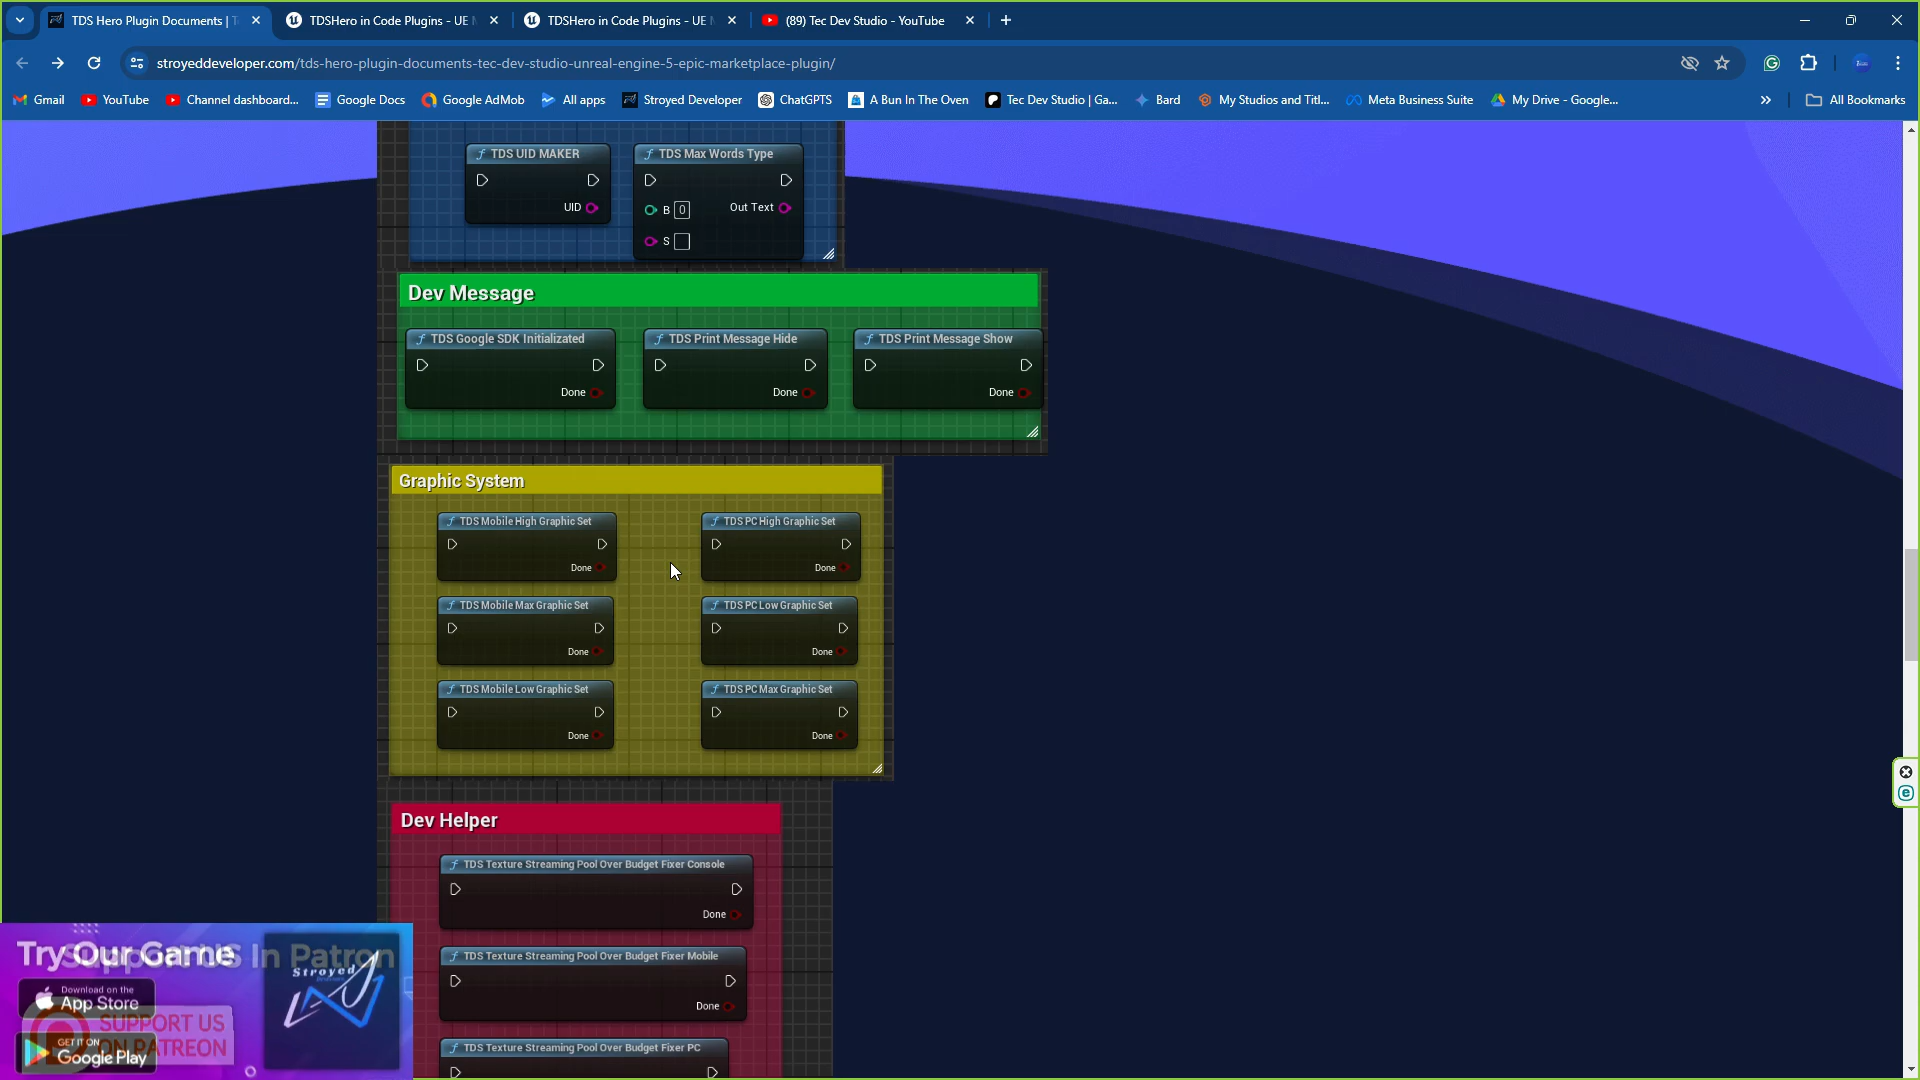 TDS Hero Plugin Documents | T
TDSHero in Code Plugins - UE M
TDSHero in Code Plugins - UE M
(89) Tec Dev Studio - YouTube
stroyeddeveloper.com/tds-hero-plugin-documents-tec-dev-studio-unreal-engine-5-epic-marketplace-plugin/
Gmail
YouTube
Channel dashboard...
Google Docs
Google AdMob
All apps
Stroyed Developer
ChatGPTS
A Bun In The Oven
Tec Dev Studio | Ga...
Bard
My Studios and Titl...
Meta Business Suite
My Drive - Google...
All Bookmarks
TDS UID MAKER
UID
TDS Max Words Type
B 0
Out Text
S
Dev Message
TDS Google SDK Initializated
Done
TDS Print Message Hide
Done
TDS Print Message Show
Done
Graphic System
TDS Mobile High Graphic Set
Done
TDS PC High Graphic Set
Done
TDS Mobile Max Graphic Set
Done
TDS PC Low Graphic Set
Done
TDS Mobile Low Graphic Set
Done
TDS PC Max Graphic Set
Done
Dev Helper
TDS Texture Streaming Pool Over Budget Fixer Console
Done
TDS Texture Streaming Pool Over Budget Fixer Mobile
Done
TDS Texture Streaming Pool Over Budget Fixer PC
Try Our Game
Support US In Patron
Stroyed
Download on the
App Store
SUPPORT US
ON PATREON
GET IT ON
Google Play